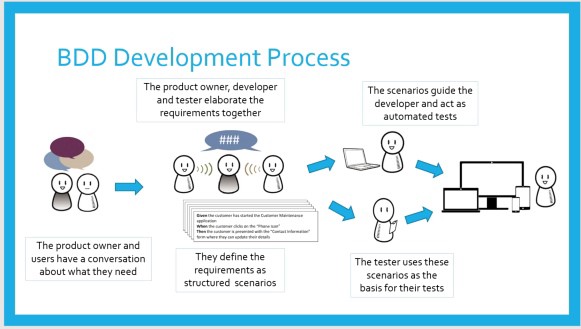 BDD Development Process
The product owner, developer
and tester elaborate the
requirements together
The scenarios guide the
developer and act as
automated tests
###
Given the customer has started the Customer Maintenance
application
When the customer clicks on the "Phone Icon"
Then the customer is presented with the "Contact Information"
form where they can update their details
The product owner and
users have a conversation
about what they need
They define the
requirements as
structured scenarios
The tester uses these
scenarios as the
basis for their tests